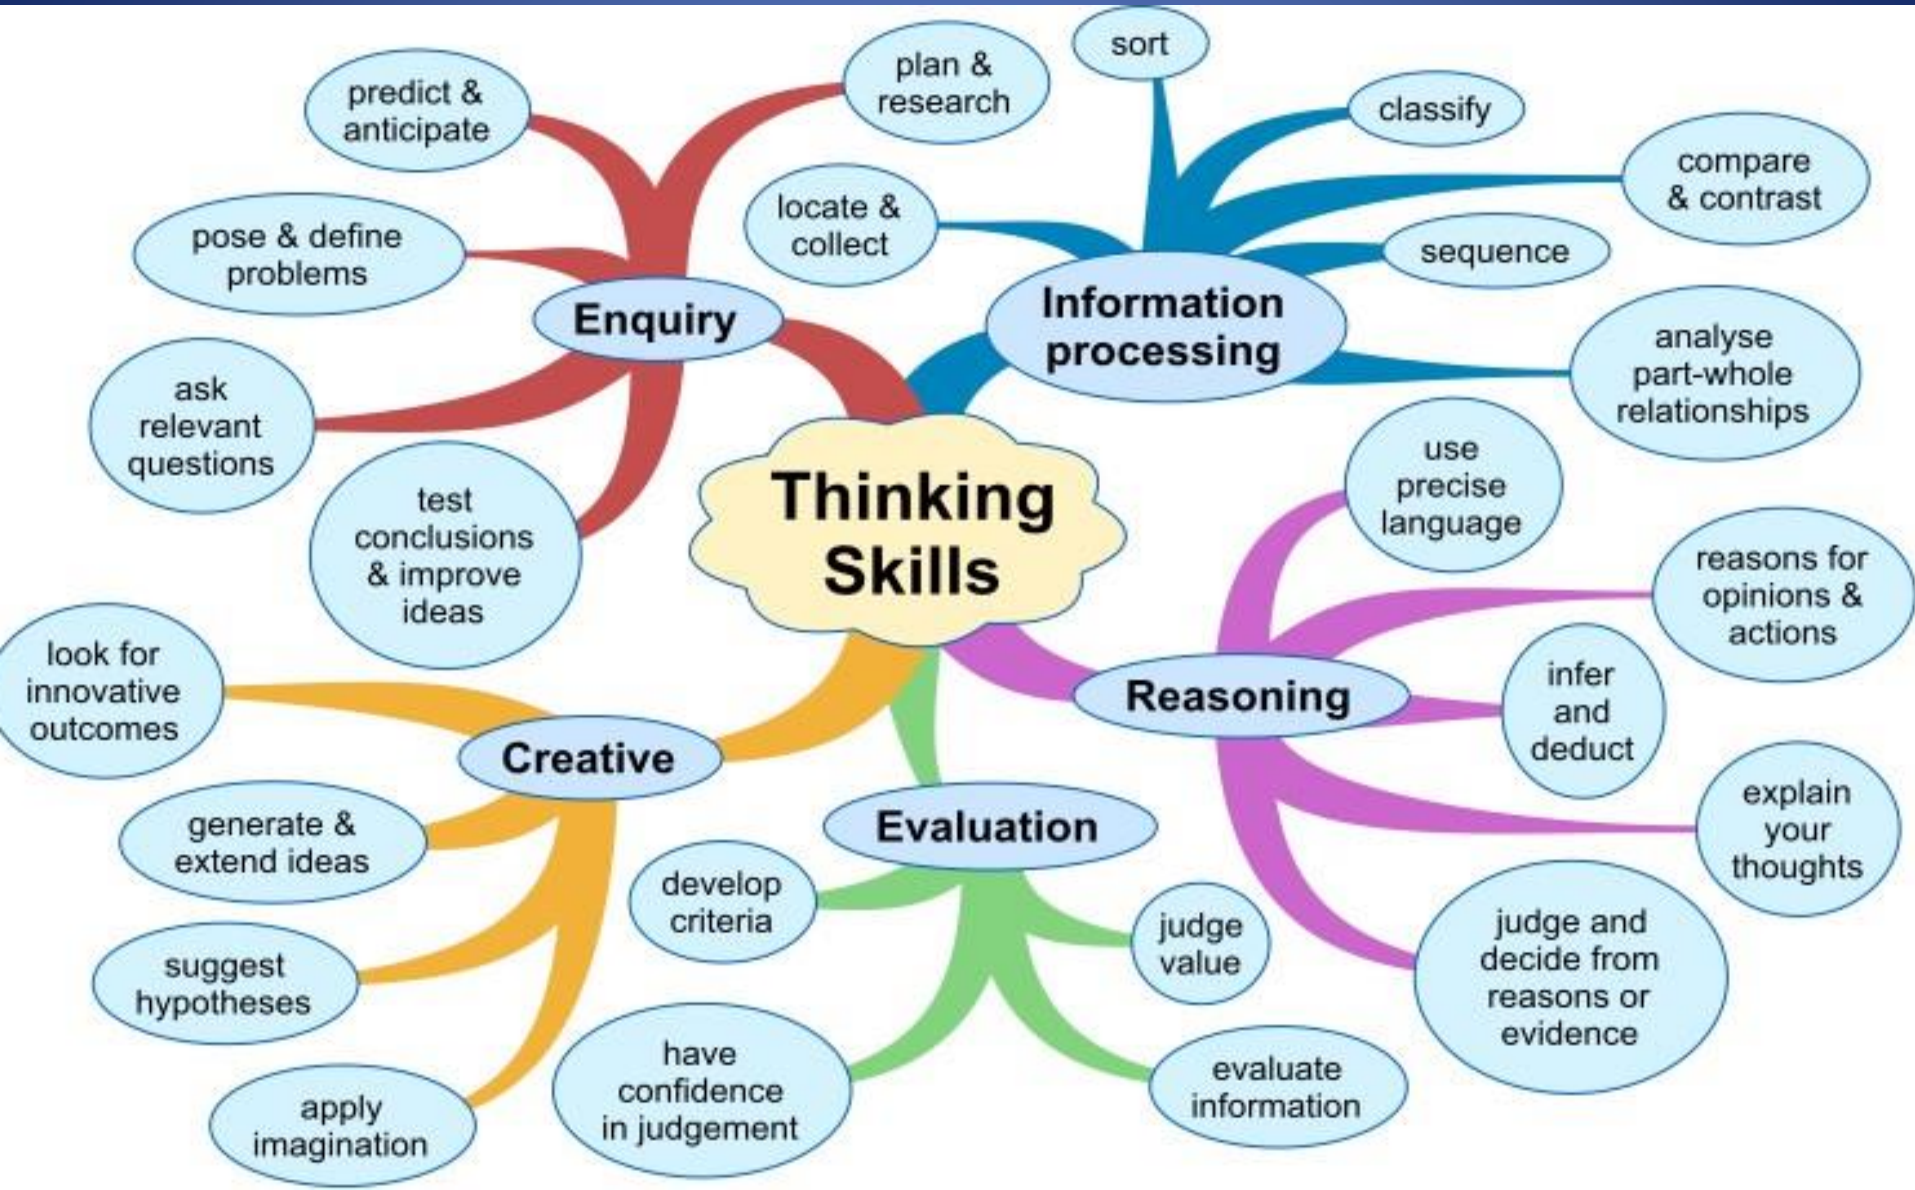 sort
plan &
research
predict &
anticipate
classify
compare
& contrast
locate &
collect
pose & define
problems
sequence
Enquiry
Information
processing
analyse
part-whole
relationships
ask
relevant
questions
use
precise
language
test
conclusions
& improve
ideas
Thinking
Skills
reasons for
opinions &
actions
look for
innovative
outcomes
infer
and
deduct
Reasoning
Creative
explain
your
thoughts
generate &
extend ideas
Evaluation
develop
criteria
judge
value
judge and
decide from
reasons or
evidence
suggest
hypotheses
have
confidence
in judgement
evaluate
information
apply
imagination